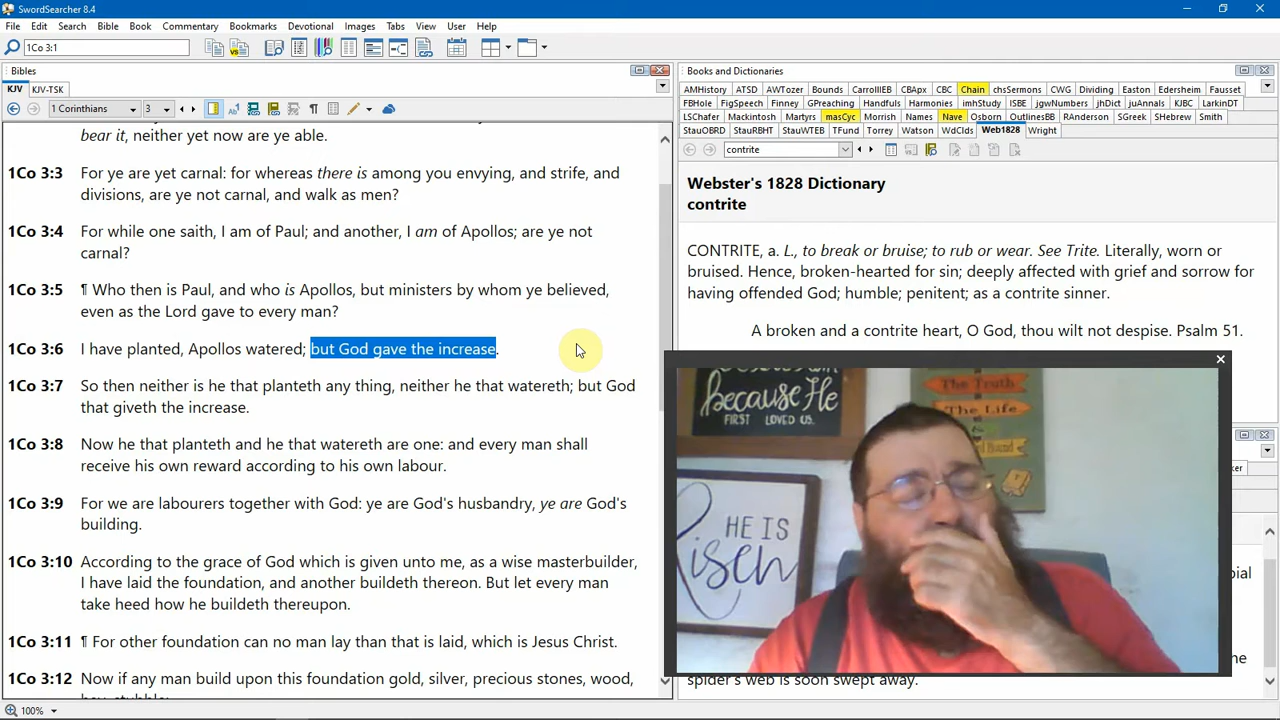 SwordSearcher 8.4
File Edit Search Bible Book Commentary Bookmarks Devotional Images Tabs View User Help
1Co 3:1
Bibles
KJV KJV-TSK
1 Corinthians 3
bear it, neither yet now are ye able.
1Co 3:3 For ye are yet carnal: for whereas there is among you envying, and strife, and
divisions, are ye not carnal, and walk as men?
1Co 3:4 For while one saith, I am of Paul; and another, I am of Apollos; are ye not
carnal?
1Co 3:5 ¶ Who then is Paul, and who is Apollos, but ministers by whom ye believed,
even as the Lord gave to every man?
1Co 3:6 I have planted, Apollos watered; but God gave the increase.
1Co 3:7 So then neither is he that planteth any thing, neither he that watereth; but God
that giveth the increase.
1Co 3:8 Now he that planteth and he that watereth are one: and every man shall
receive his own reward according to his own labour.
1Co 3:9 For we are labourers together with God: ye are God's husbandry, ye are God's
building.
1Co 3:10 According to the grace of God which is given unto me, as a wise masterbuilder,
I have laid the foundation, and another buildeth thereon. But let every man
take heed how he buildeth thereupon.
1Co 3:11 ¶ For other foundation can no man lay than that is laid, which is Jesus Christ.
1Co 3:12 Now if any man build upon this foundation gold, silver, precious stones, wood,
100%
Books and Dictionaries
AMHistory ATSD AWTozer Bounds CarrollIEB CBApx CBC Chain chsSermons CWG Dividing Easton Edersheim Fausset
FBHole FigSpeech Finney GPreaching Handfuls Harmonies imhStudy ISBE jgwNumbers jhDict juAnnals KJBC LarkinDT
LSChafer Mackintosh Martyrs masCyc Morrish Names Nave Osborn OutlinesBB RAnderson SGreek SHebrew Smith
StauOBRD StauRBHT StauWTEB TFund Torrey Watson WdClds Web1828 Wright
contrite
Webster's 1828 Dictionary
contrite
CONTRITE, a. L., to break or bruise; to rub or wear. See Trite. Literally, worn or
bruised. Hence, broken-hearted for sin; deeply affected with grief and sorrow for
having offended God; humble; penitent; as a contrite sinner.
A broken and a contrite heart, O God, thou wilt not despise. Psalm 51.
because He
FIRST LOVED US.
The Truth
The Life
HE IS
Risen
spider's web is soon swept away.